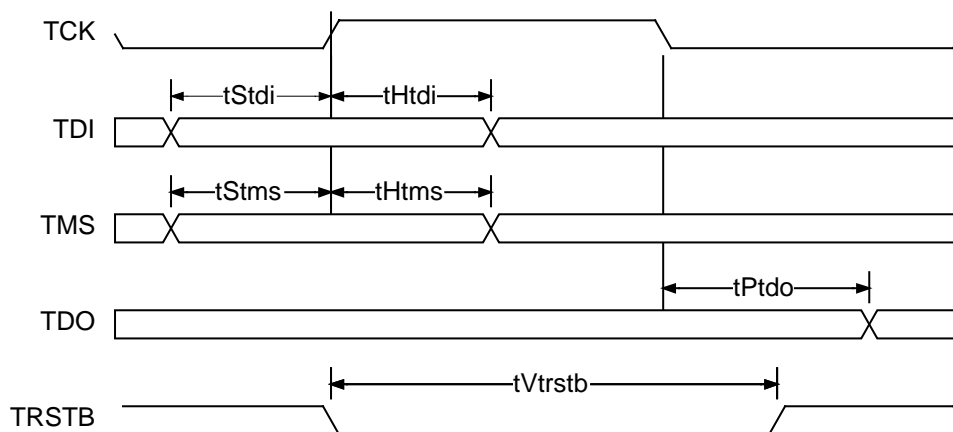 TCK
tStdi tHtdi
TDI
tStms tHtms
TMS
tPtdo
TDO
tVtrstb
TRSTB